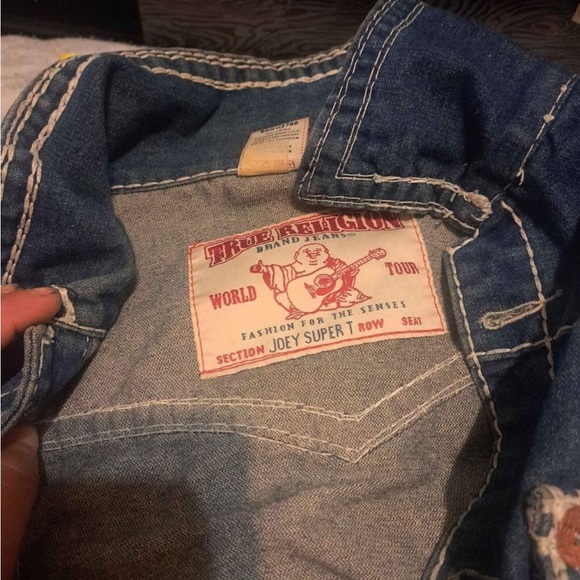 TRUE RELIGION
BRAND JEANS
WORLD TOUR
FASHION FOR THE SENSES
SECTION JOEY SUPER T ROW SEAT